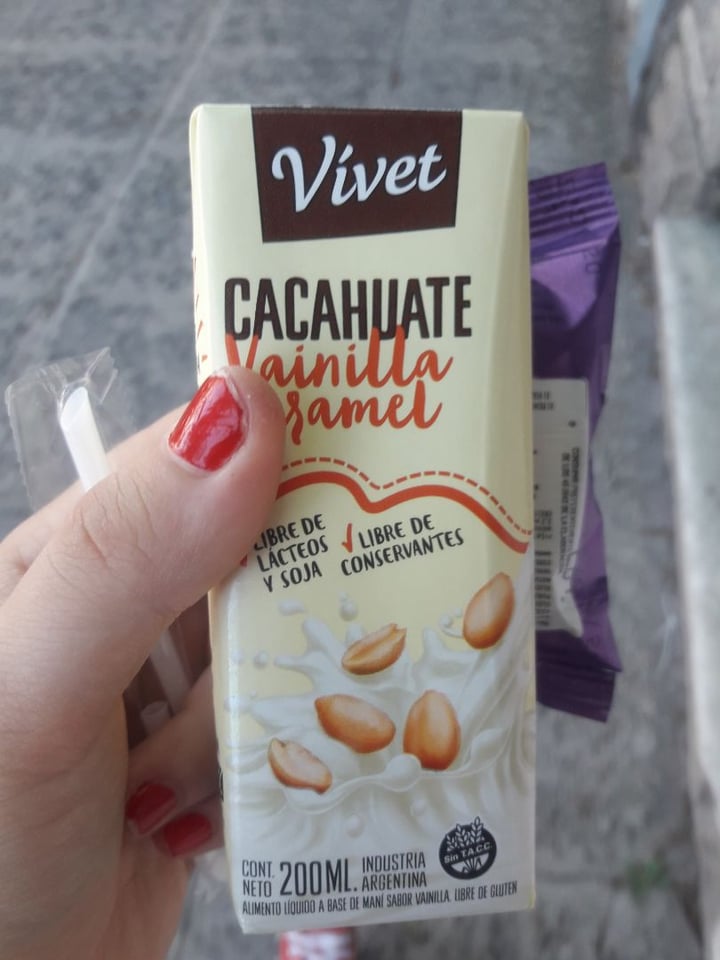 Vívet
CACAHUATE
Vainilla
ramel
LIBRE DE
LÁCTEOS
Y SOJA
LIBRE DE
CONSERVANTES
CONT.
NETO
200ML.
INDUSTRIA
ARGENTINA
Sin T.A.C.C.
ALIMENTO LÍQUIDO A BASE DE MANÍ SABOR VAINILLA. LIBRE DE GLUTEN